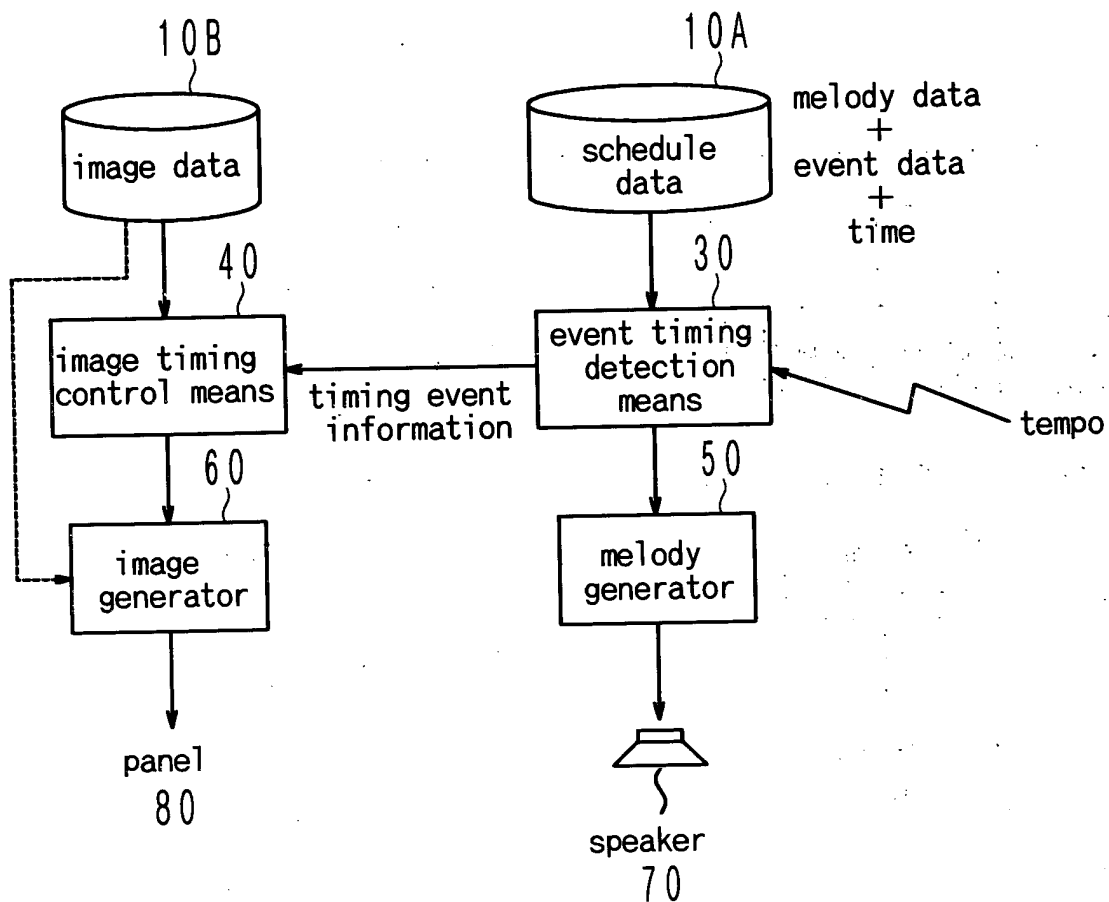 10B
10A
image data
schedule
data
melody data
+
event data
+
time
40
30
image timing
control means
event timing
detection
means
timing event
information
tempo
60
50
image
generator
melody
generator
panel
80
speaker
70